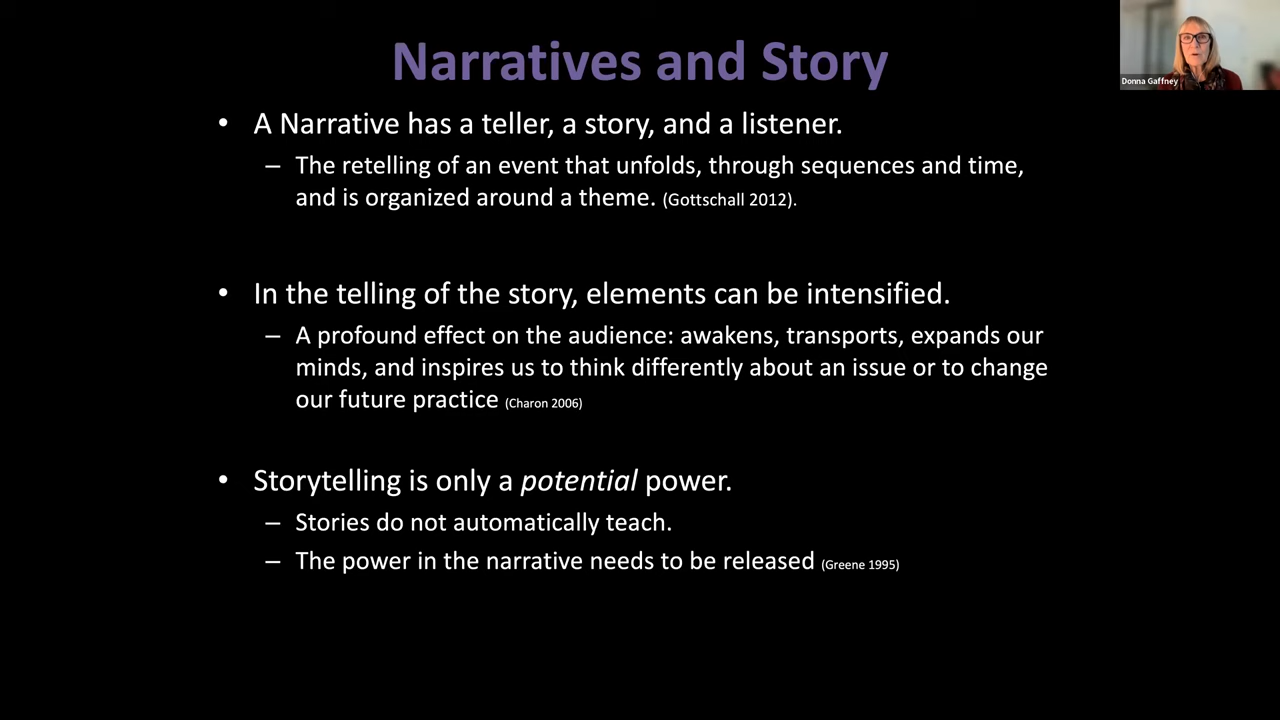 Narratives and Story
Donna Gaffney
• A Narrative has a teller, a story, and a listener.
– The retelling of an event that unfolds, through sequences and time,
and is organized around a theme. (Gottschall 2012).
• In the telling of the story, elements can be intensified.
– A profound effect on the audience: awakens, transports, expands our
minds, and inspires us to think differently about an issue or to change
our future practice (Charon 2006)
• Storytelling is only a potential power.
– Stories do not automatically teach.
– The power in the narrative needs to be released (Greene 1995)